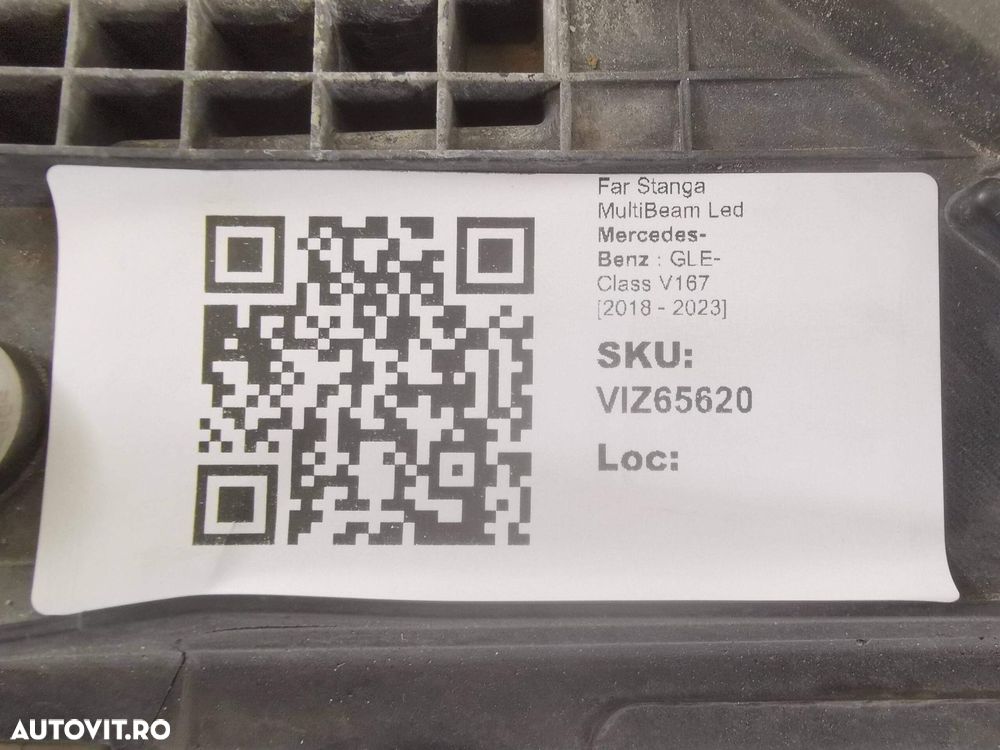 Far Stanga
MultiBeam Led
Mercedes-
Benz : GLE-
Class V167
[2018 - 2023]
SKU:
VIZ65620
Loc:
AUTOVIT.RO